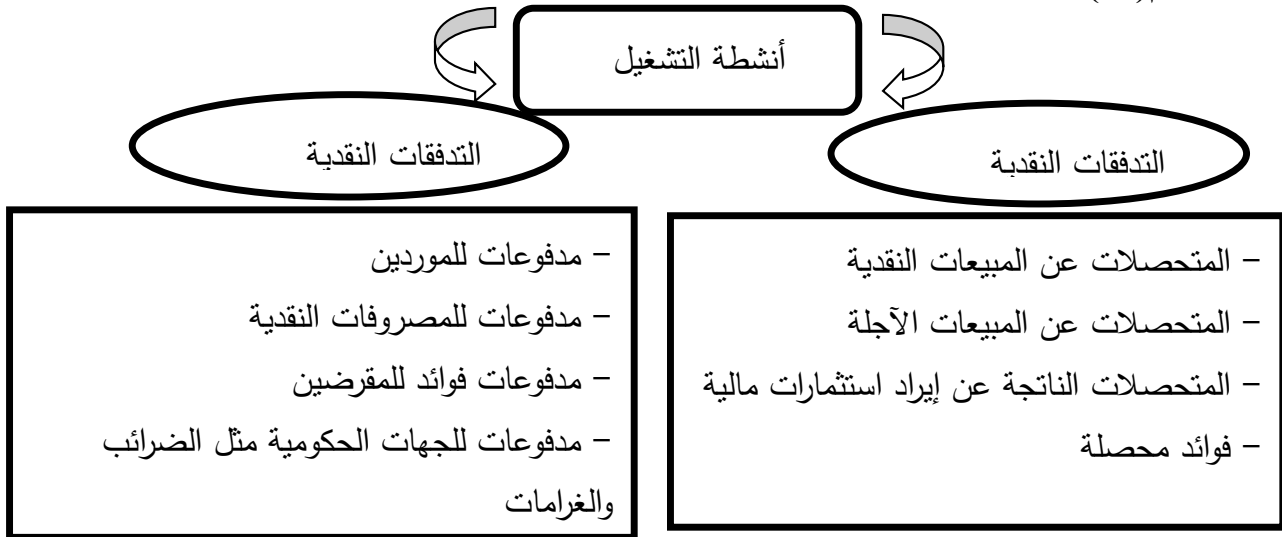 أنشطة التشغيل
التدفقات النقدية
التدفقات النقدية
- المتحصلات عن المبيعات النقدية
- المتحصلات عن المبيعات الآجلة
- المتحصلات الناتجة عن إيراد استثمارات مالية
- فوائد محصلة
- مدفوعات للموردين
- مدفوعات للمصروفات النقدية
- مدفوعات فوائد للمقرضين
- مدفوعات للجهات الحكومية مثل الضرائب
والغرامات